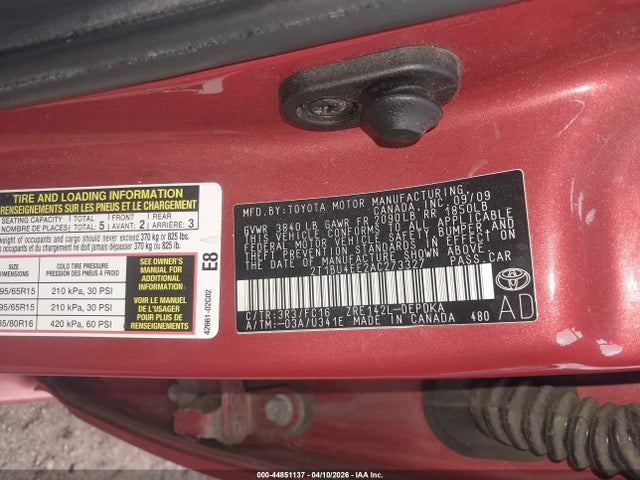 TIRE AND LOADING INFORMATION
RENSEIGNEMENTS SUR LES PNEUS ET LE CHARGEMENT
SEATING CAPACITY TOTAL 5 FRONT 2 REAR 3
NOMBRE DE PLACES: TOTAL AVANT: ARRIÈRE:
weight of occupants and cargo should never exceed 370 kg or 825 lbs.
des occupants et du chargement ne doit jamais dépasser 370 kg ou 825 lb.
E8
COLD TIRE PRESSURE
SEE OWNER'S
MANUAL FOR
ADDITIONAL
INFORMATION
95/65R15 210 kPa, 30 PSI
95/65R15 210 kPa, 30 PSI
35/80R16 420 kPa, 60 PSI
VOIR LE MANUEL
DE L'USAGER
POUR PLUS DE
RENSEIGNEMENTS
42661-02C02
MFD.BY:TOYOTA MOTOR MANUFACTURING,
CANADA INC. 09/09
GVWR 3840LB GAWR FR 2090LB RR 1850LB
THIS VEHICLE CONFORMS TO ALL APPLICABLE
FEDERAL MOTOR VEHICLE SAFETY, BUMPER, AND
THEFT PREVENTION STANDARDS IN EFFECT ON
THE DATE OF MANUFACTURE SHOWN ABOVE.
2T1BU4EE2AC273327 PASS CAR
C/TR:3R3/FC16 ZRE142L-DEPDKA
A/TM:-03A/U341E MADE IN CANADA 480
TOYOTA
AD
000-44851137 - 04/10/2026 - IAA Inc.